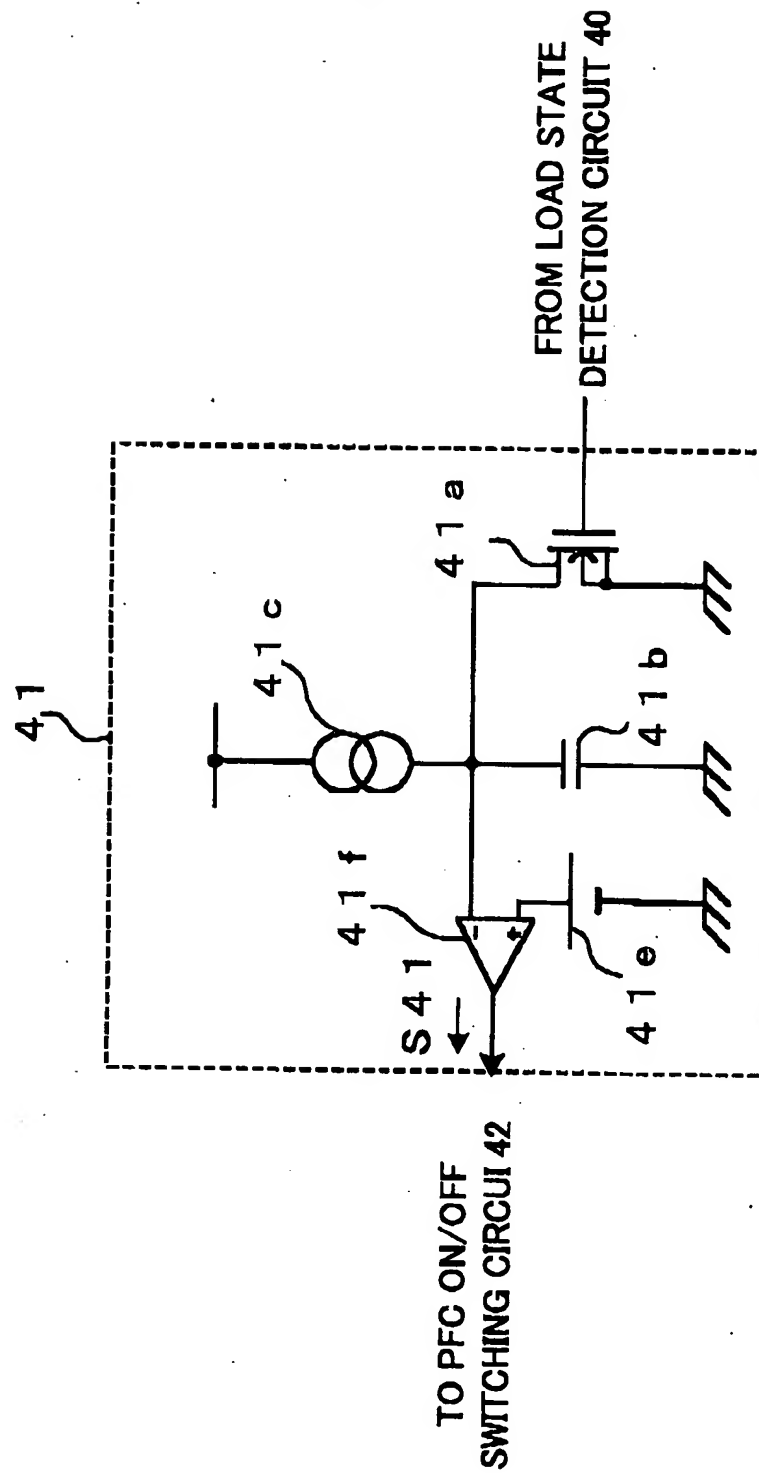 41
FROM LOAD STATE
DETECTION CIRCUIT 40
41a
41c
41b
41f
−
+
S41
41e
TO PFC ON/OFF
SWITCHING CIRCUI 42